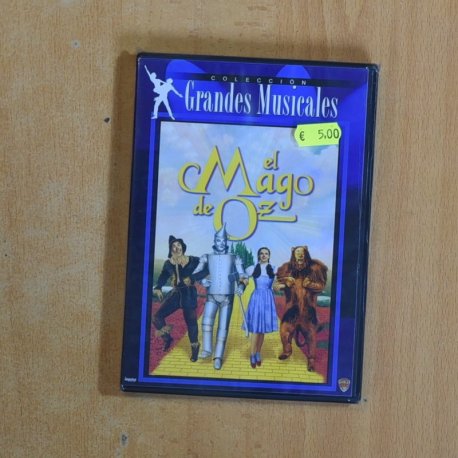 COLECCIÓN
Grandes Musicales
€ 5,00
el
Mago
de Oz